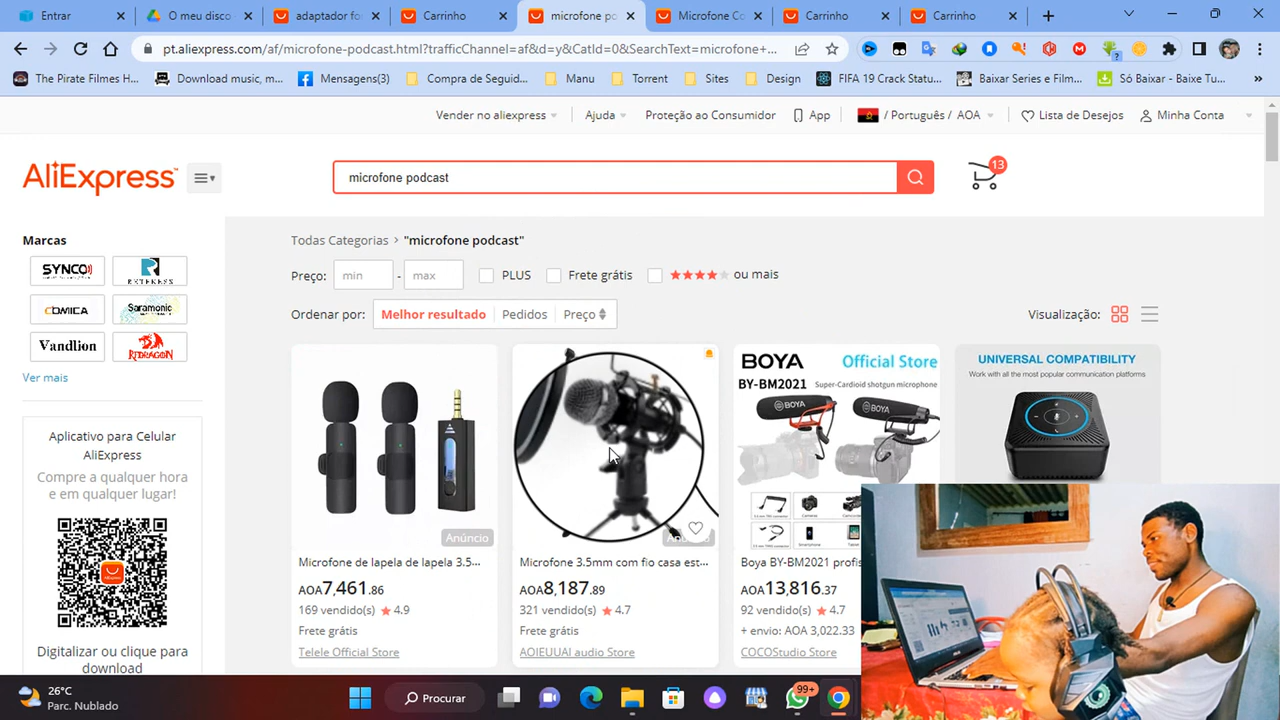 Entar
O meu disco -
adaptador fo
Carrinho
microfone po
Microfone Co
Carrinho
Carrinho
pt.aliexpress.com/af/microfone-podcast.html?trafficChannel=af&d=y&CatId=0&SearchText=microfone+...
The Pirate Filmes H...
Download music, m...
Mensagens(3)
Compra de Seguid...
Manu
Torrent
Sites
Design
FIFA 19 Crack Statu...
Baixar Series e Film...
Só Baixar - Baixe Tu...
Vender no aliexpress
Ajuda
Proteção ao Consumidor
App
/ Português / AOA
Lista de Desejos
Minha Conta
AliExpress
microfone podcast
13
Marcas
SYNCO
RETEKESS
COMICA
Saramonic
Vandlion
REDRAGON
Ver mais
Todas Categorias > "microfone podcast"
Preço: min - max PLUS Frete grátis ou mais
Ordenar por: Melhor resultado Pedidos Preço
Visualização:
Aplicativo para Celular
AliExpress
Compre a qualquer hora
e em qualquer lugar!
Digitalizar ou clique para
download
Anúncio
Microfone de lapela de lapela 3.5...
AOA7,461.86
169 vendido(s) 4.9
Frete grátis
Telele Official Store
Microfone 3.5mm com fio casa est...
AOA8,187.89
321 vendido(s) 4.7
Frete grátis
AOIEUUAI audio Store
BOYA Official Store
BY-BM2021 Super-Cardioid shotgun microphone
Boya BY-BM2021 profis
AOA13,816.37
92 vendido(s) 4.7
+ envio: AOA 3,022.33
COCOStudio Store
UNIVERSAL COMPATIBILITY
Work with all the most popular communication platforms
26°C
Parc. Nublado
Procurar
99+